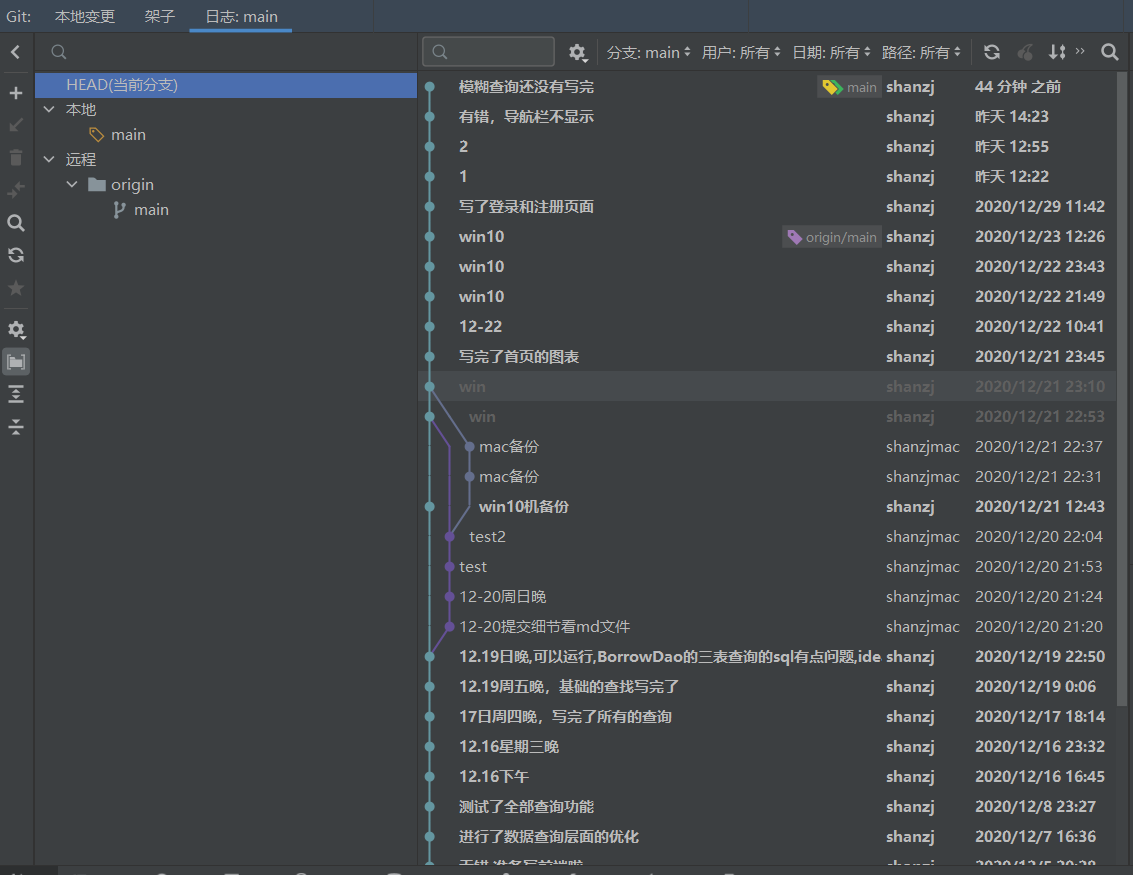 Git: 本地变更 架子 日志: main
分支: main 用户: 所有 日期: 所有 路径: 所有
HEAD(当前分支)
本地
main
远程
origin
main
模糊查询还没有写完 main shanzj 44 分钟 之前
有错，导航栏不显示 shanzj 昨天 14:23
2 shanzj 昨天 12:55
1 shanzj 昨天 12:22
写了登录和注册页面 shanzj 2020/12/29 11:42
win10 origin/main shanzj 2020/12/23 12:26
win10 shanzj 2020/12/22 23:43
win10 shanzj 2020/12/22 21:49
12-22 shanzj 2020/12/22 10:41
写完了首页的图表 shanzj 2020/12/21 23:45
win shanzj 2020/12/21 23:10
win shanzj 2020/12/21 22:53
mac备份 shanzjmac 2020/12/21 22:37
mac备份 shanzjmac 2020/12/21 22:31
win10机备份 shanzj 2020/12/21 12:43
test2 shanzjmac 2020/12/20 22:04
test shanzjmac 2020/12/20 21:53
12-20周日晚 shanzjmac 2020/12/20 21:24
12-20提交细节看md文件 shanzjmac 2020/12/20 21:20
12.19日晚,可以运行,BorrowDao的三表查询的sql有点问题,ide shanzj 2020/12/19 22:50
12.19周五晚，基础的查找写完了 shanzj 2020/12/19 0:06
17日周四晚，写完了所有的查询 shanzj 2020/12/17 18:14
12.16星期三晚 shanzj 2020/12/16 23:32
12.16下午 shanzj 2020/12/16 16:45
测试了全部查询功能 shanzj 2020/12/8 23:27
进行了数据查询层面的优化 shanzj 2020/12/7 16:36